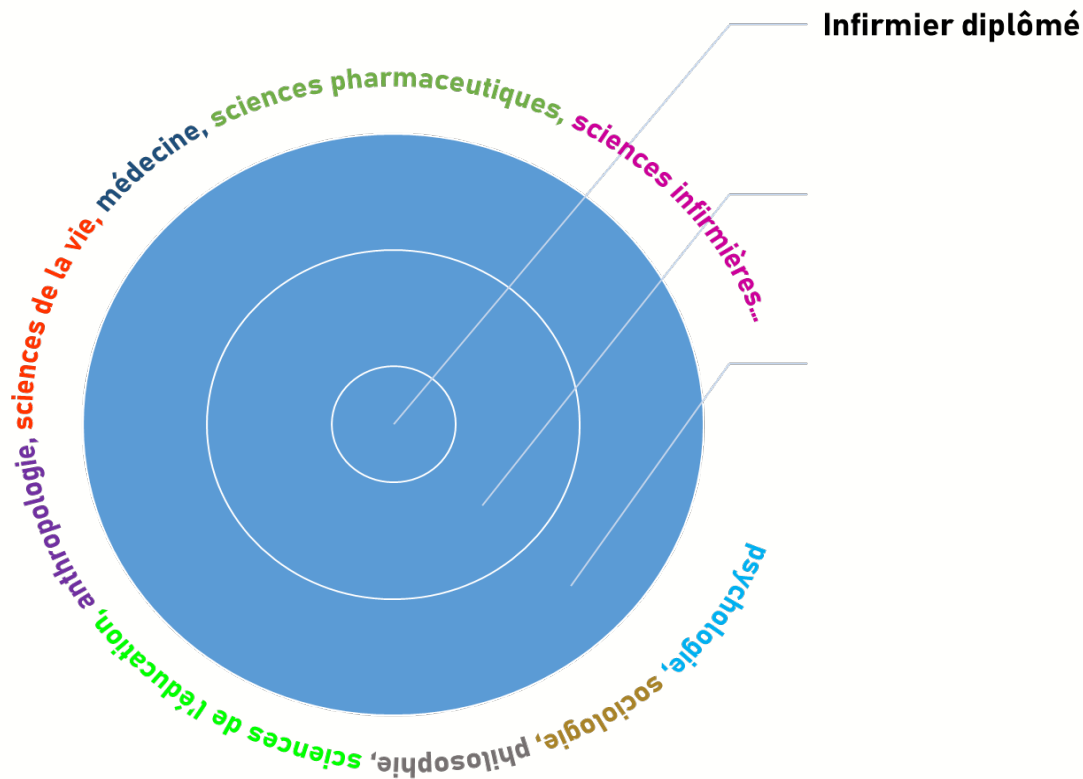 Infirmier diplômé
psychologie, sociologie, philosophie, sciences de l'éducation, anthropologie, sciences de la vie, médecine, sciences pharmaceutiques, sciences infirmières...